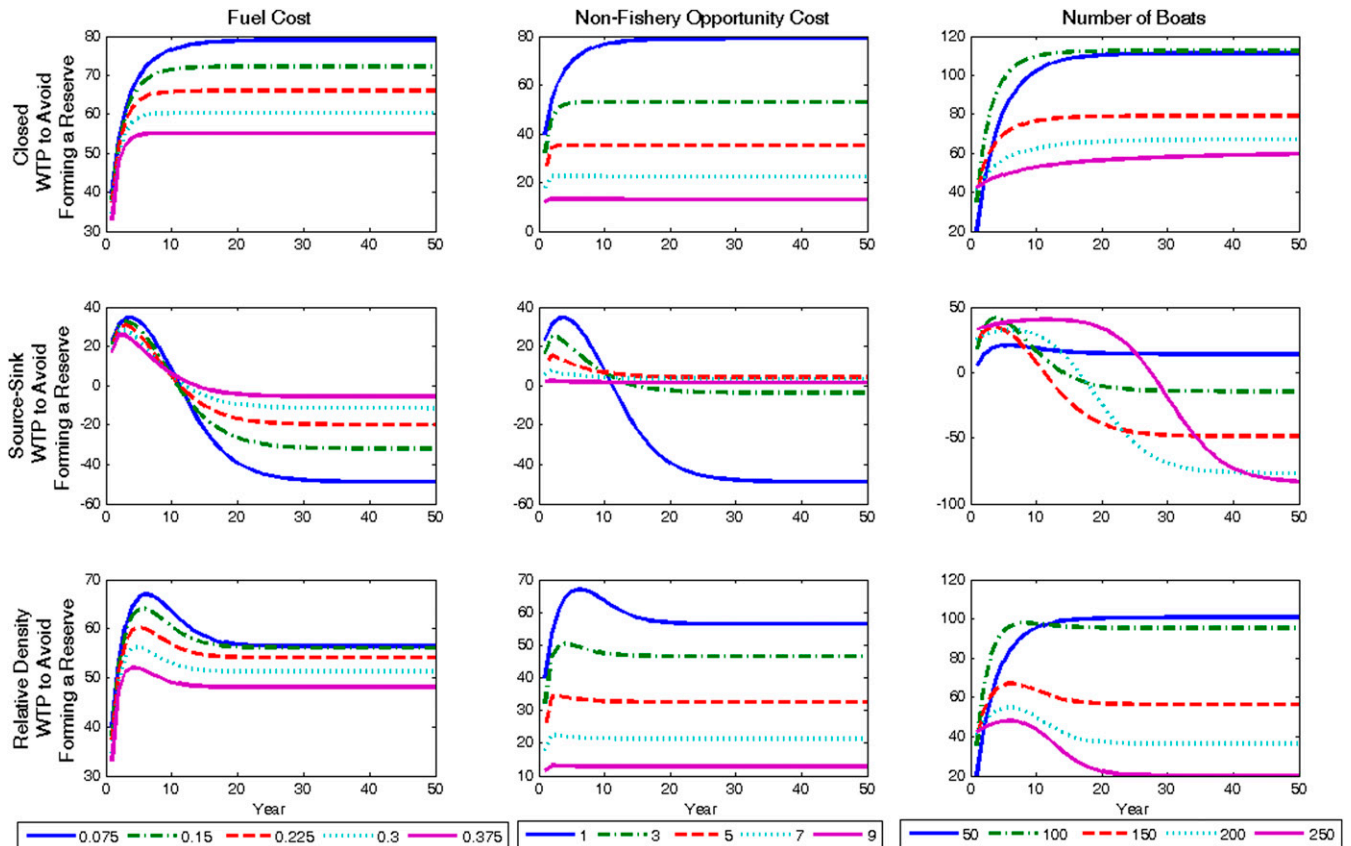 Fuel Cost
Non-Fishery Opportunity Cost
Number of Boats
Closed
WTP to Avoid
Forming a Reserve
80
70
60
50
40
30
0 10 20 30 40 50
80
60
40
20
0
0 10 20 30 40 50
120
100
80
60
40
20
0 10 20 30 40 50
Source-Sink
WTP to Avoid
Forming a Reserve
40
20
0
-20
-40
-60
0 10 20 30 40 50
40
20
0
-20
-40
-60
0 10 20 30 40 50
50
0
-50
-100
0 10 20 30 40 50
Relative Density
WTP to Avoid
Forming a Reserve
70
60
50
40
30
0 10 20 30 40 50
Year
70
60
50
40
30
20
10
0 10 20 30 40 50
Year
120
100
80
60
40
20
0 10 20 30 40 50
Year
0.075 0.15 0.225 0.3 0.375
1 3 5 7 9
50 100 150 200 250